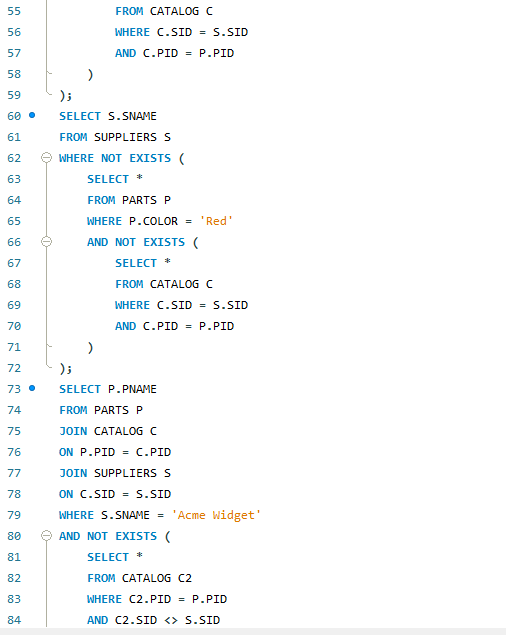 55 FROM CATALOG C
56 WHERE C.SID = S.SID
57 AND C.PID = P.PID
58 )
59 );
60 SELECT S.SNAME
61 FROM SUPPLIERS S
62 WHERE NOT EXISTS (
63 SELECT *
64 FROM PARTS P
65 WHERE P.COLOR = 'Red'
66 AND NOT EXISTS (
67 SELECT *
68 FROM CATALOG C
69 WHERE C.SID = S.SID
70 AND C.PID = P.PID
71 )
72 );
73 SELECT P.PNAME
74 FROM PARTS P
75 JOIN CATALOG C
76 ON P.PID = C.PID
77 JOIN SUPPLIERS S
78 ON C.SID = S.SID
79 WHERE S.SNAME = 'Acme Widget'
80 AND NOT EXISTS (
81 SELECT *
82 FROM CATALOG C2
83 WHERE C2.PID = P.PID
84 AND C2.SID <> S.SID